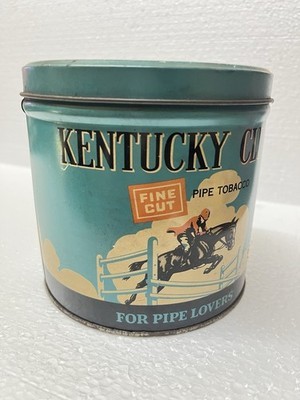 KENTUCKY
FINE
CUT
PIPE TOBACCO
FOR PIPE LOVERS